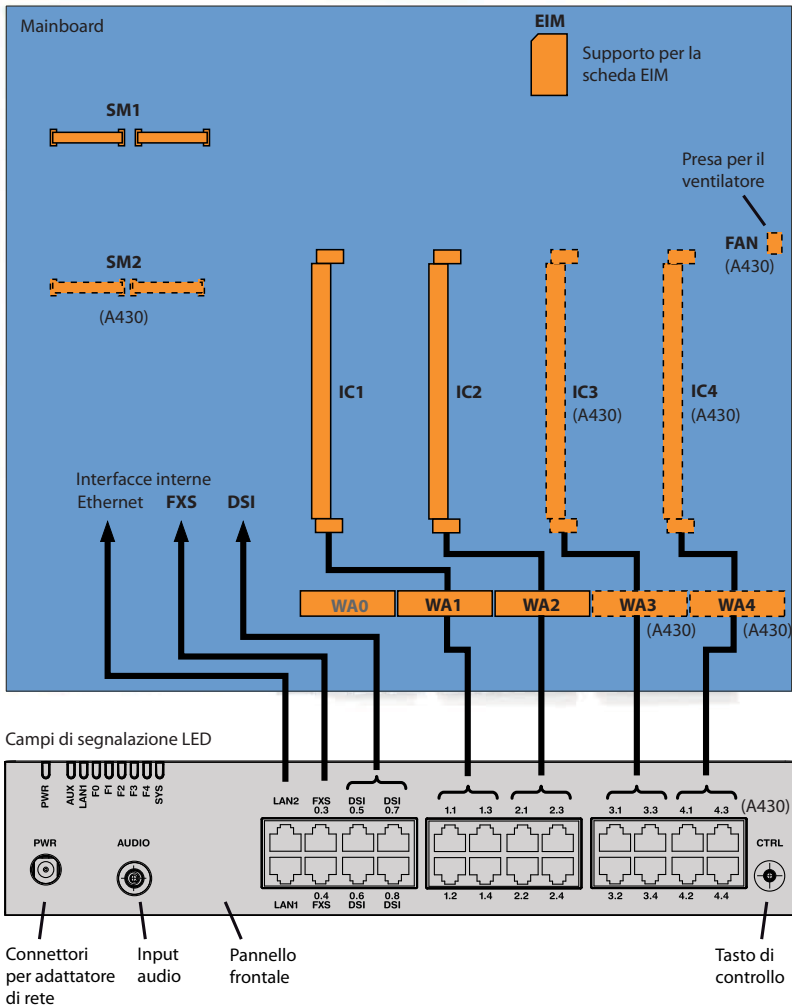 Mainboard
EIM
Supporto per la
scheda EIM
SM1
Presa per il
ventilatore
FAN
(A430)
SM2
(A430)
IC1
IC2
IC3
(A430)
IC4
(A430)
Interfacce interne
Ethernet FXS DSI
WA0 WA1 WA2 WA3 WA4
(A430) (A430)
Campi di segnalazione LED
PWR AUX LAN1 F0 F1 F2 F3 F4 SYS
LAN2 FXS DSI DSI
0.3 0.5 0.7 1.1 1.3 2.1 2.3 3.1 3.3 4.1 4.3 (A430)
PWR AUDIO CTRL
0.4 0.6 0.8 1.2 1.4 2.2 2.4 3.2 3.4 4.2 4.4
LAN1 FXS DSI DSI
Connettori
per adattatore
di rete
Input
audio
Pannello
frontale
Tasto di
controllo